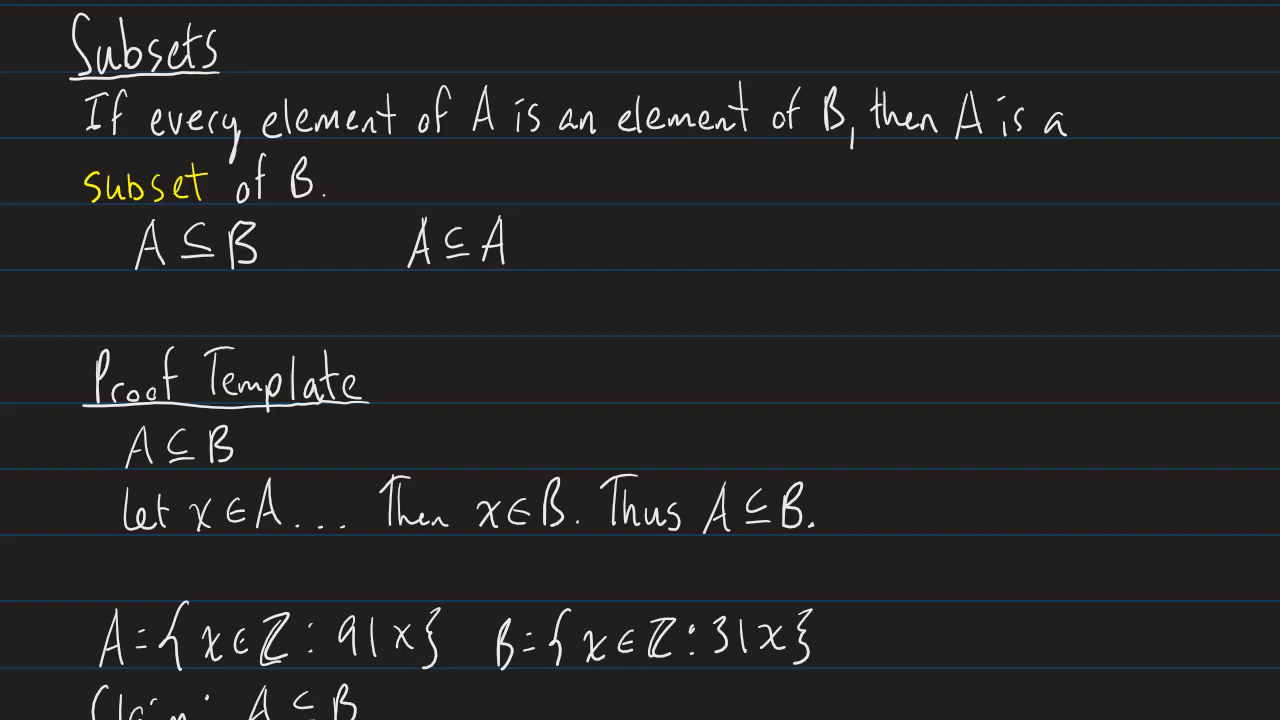 Subsets
If every element of A is an element of B, then A is a
subset of B.
A ⊆ B A ⊆ A
Proof Template
A ⊆ B
Let x ∈ A... Then x ∈ B. Thus A ⊆ B.
A = {x ∈ ℤ : 9|x} B = {x ∈ ℤ : 3|x}
Claim: A ⊆ B